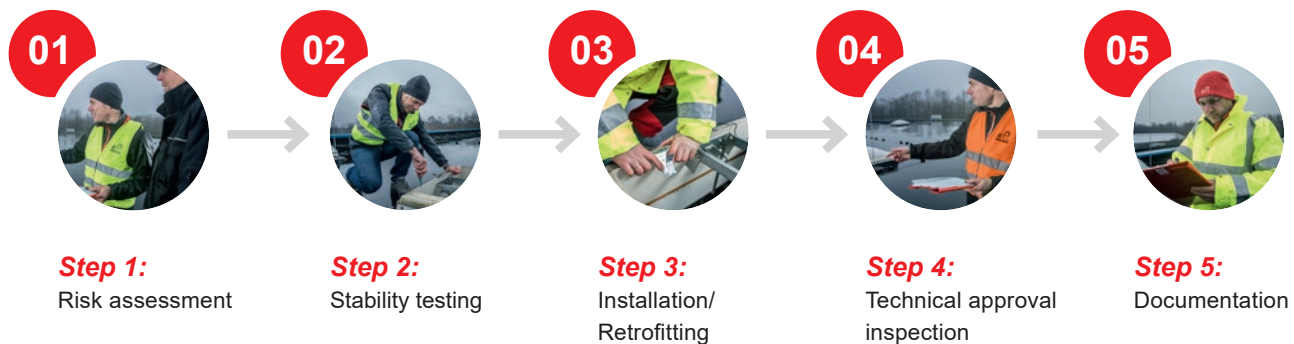 01
02
03
04
05
Step 1:
Risk assessment
Step 2:
Stability testing
Step 3:
Installation/
Retrofitting
Step 4:
Technical approval
inspection
Step 5:
Documentation